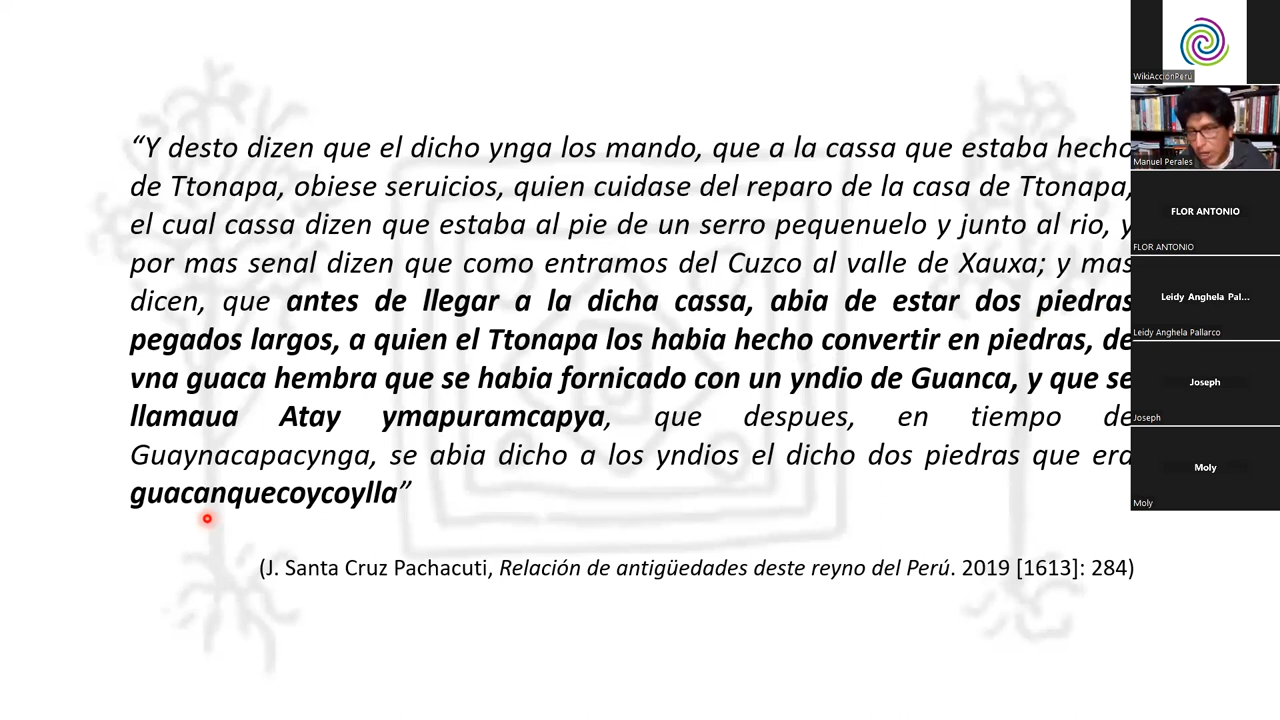 “Y desto dizen que el dicho ynga los mando, que a la cassa que estaba hecho
de Ttonapa, obiese seruicios, quien cuidase del reparo de la casa de Ttonapa,
el cual cassa dizen que estaba al pie de un serro pequenuelo y junto al rio, y
por mas senal dizen que como entramos del Cuzco al valle de Xauxa; y mas
dicen, que antes de llegar a la dicha cassa, abia de estar dos piedras
pegados largos, a quien el Ttonapa los habia hecho convertir en piedras, de
vna guaca hembra que se habia fornicado con un yndio de Guanca, y que se
llamaua Atay ymapuramcapya, que despues, en tiempo de
Guaynacapacynga, se abia dicho a los yndios el dicho dos piedras que era
guacanquecoycoylla”
(J. Santa Cruz Pachacuti, Relación de antigüedades deste reyno del Perú. 2019 [1613]: 284)
WikiAcciónPerú
Manuel Perales
FLOR ANTONIO
FLOR ANTONIO
Leidy Anghela Pal...
Leidy Anghela Pallarco
Joseph
Joseph
Moly
Moly